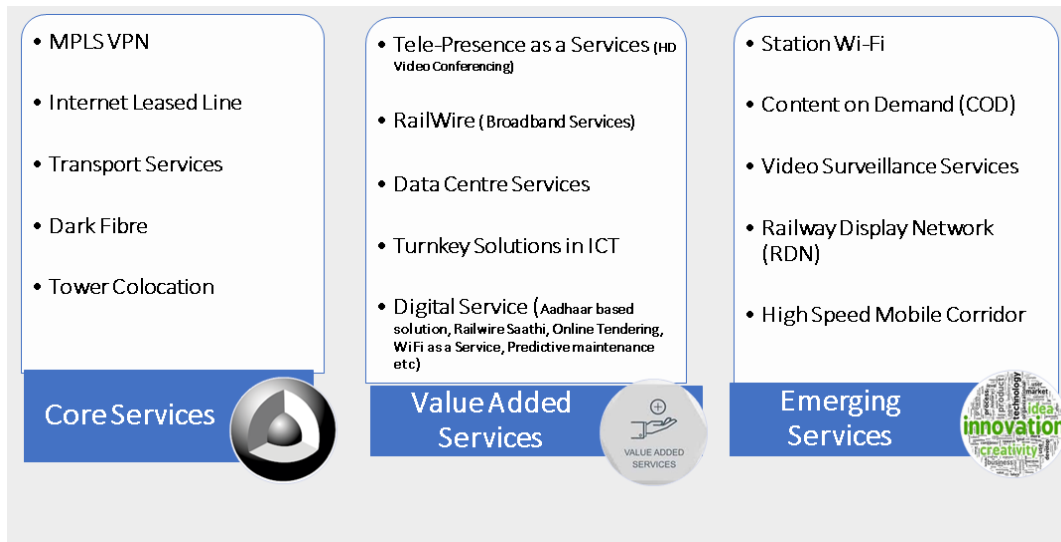 • MPLS VPN
• Internet Leased Line
• Transport Services
• Dark Fibre
• Tower Colocation
Core Services
• Tele-Presence as a Services (HD
Video Conferencing)
• RailWire (Broadband Services)
• Data Centre Services
• Turnkey Solutions in ICT
• Digital Service (Aadhaar based
solution, Railwire Saathi, Online Tendering,
WiFi as a Service, Predictive maintenance
etc)
Value Added
Services
VALUE ADDED
SERVICES
• Station Wi-Fi
• Content on Demand (COD)
• Video Surveillance Services
• Railway Display Network
(RDN)
• High Speed Mobile Corridor
Emerging
Services
technology
market
idea
innovation
creativity
business